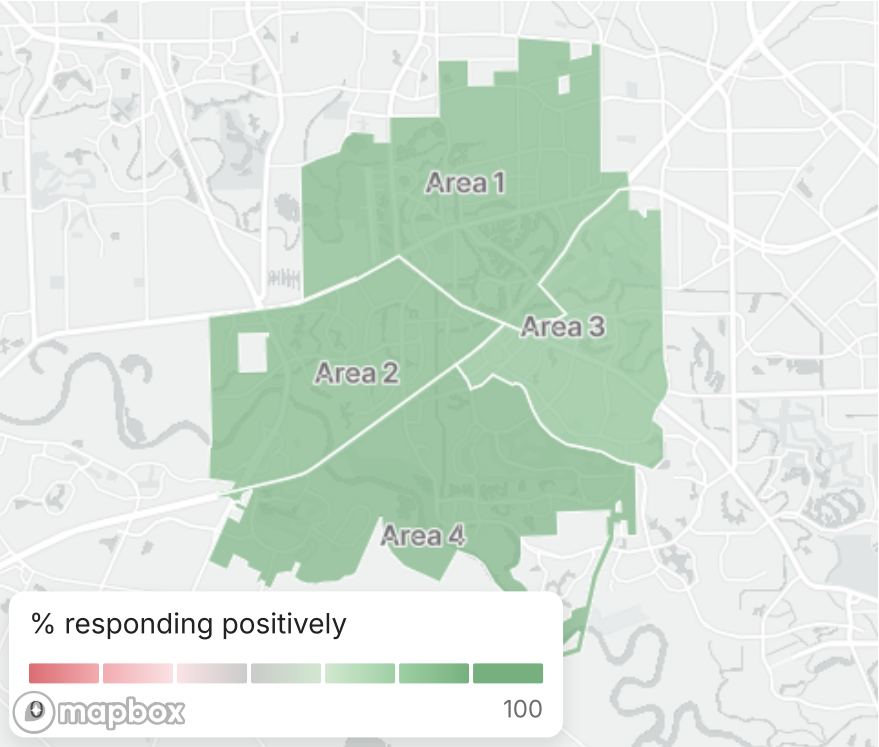 Area 1
Area 3
Area 2
Area 4
% responding positively
0 100
mapbox